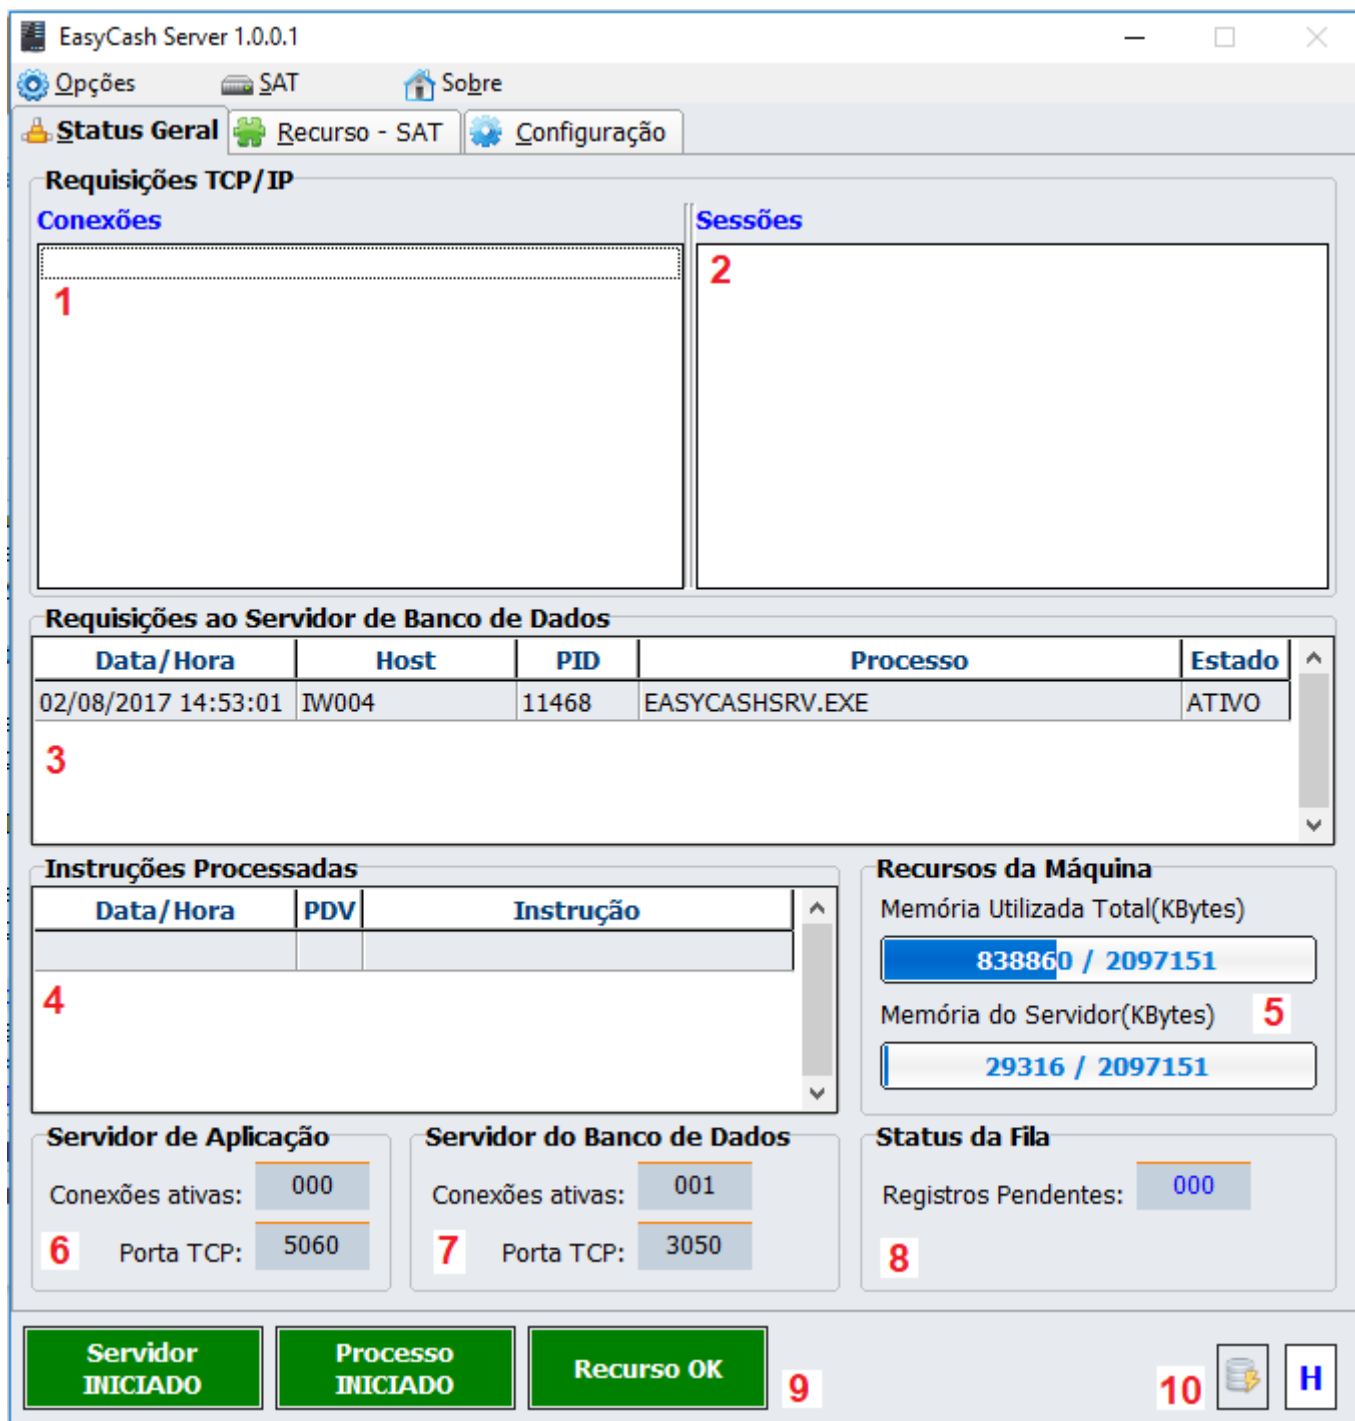 EasyCash Server 1.0.0.1
Opções SAT Sobre
Status Geral Recurso - SAT Configuração
Requisições TCP/IP
Conexões Sessões
1 2
Requisições ao Servidor de Banco de Dados
Data/Hora Host PID Processo Estado
02/08/2017 14:53:01 IW004 11468 EASYCASHSRV.EXE ATIVO
3
Instruções Processadas
Data/Hora PDV Instrução
4
Recursos da Máquina
Memória Utilizada Total(KBytes)
838860 / 2097151
Memória do Servidor(KBytes) 5
29316 / 2097151
Servidor de Aplicação
Conexões ativas: 000
6 Porta TCP: 5060
Servidor do Banco de Dados
Conexões ativas: 001
7 Porta TCP: 3050
Status da Fila
Registros Pendentes: 000
8
Servidor
INICIADO
Processo
INICIADO
Recurso OK
9
10 H